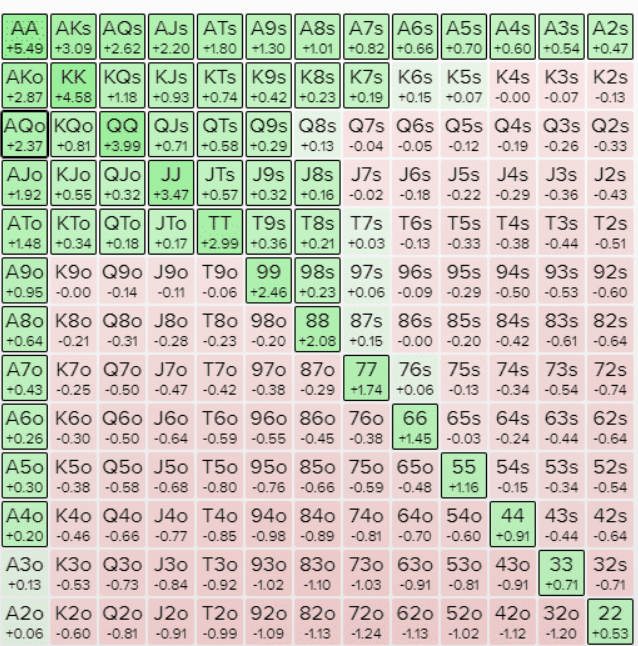 AA AKs AQs AJs ATs A9s A8s A7s A6s A5s A4s A3s A2s
+5.49 +3.09 +2.62 +2.20 +1.80 +1.30 +1.01 +0.82 +0.66 +0.70 +0.60 +0.54 +0.47
AKo KK KQs KJs KTs K9s K8s K7s K6s K5s K4s K3s K2s
+2.87 +4.58 +1.18 +0.93 +0.74 +0.42 +0.23 +0.19 +0.15 +0.07 -0.00 -0.07 -0.13
AQo KQo QQ QJs QTs Q9s Q8s Q7s Q6s Q5s Q4s Q3s Q2s
+2.37 +0.81 +3.99 +0.71 +0.58 +0.29 +0.13 -0.04 -0.05 -0.12 -0.19 -0.26 -0.33
AJo KJo QJo JJ JTs J9s J8s J7s J6s J5s J4s J3s J2s
+1.92 +0.55 +0.32 +3.47 +0.57 +0.32 +0.16 -0.02 -0.18 -0.22 -0.29 -0.36 -0.43
ATo KTo QTo JTo TT T9s T8s T7s T6s T5s T4s T3s T2s
+1.48 +0.34 +0.18 +0.17 +2.99 +0.36 +0.21 +0.03 -0.13 -0.33 -0.38 -0.44 -0.51
A9o K9o Q9o J9o T9o 99 98s 97s 96s 95s 94s 93s 92s
+0.95 -0.00 -0.14 -0.11 -0.06 +2.46 +0.23 +0.06 -0.09 -0.29 -0.50 -0.53 -0.60
A8o K8o Q8o J8o T8o 98o 88 87s 86s 85s 84s 83s 82s
+0.64 -0.21 -0.31 -0.28 -0.23 -0.20 +2.08 +0.15 -0.00 -0.20 -0.42 -0.61 -0.64
A7o K7o Q7o J7o T7o 97o 87o 77 76s 75s 74s 73s 72s
+0.43 -0.25 -0.50 -0.47 -0.42 -0.38 -0.29 +1.74 +0.06 -0.13 -0.34 -0.54 -0.74
A6o K6o Q6o J6o T6o 96o 86o 76o 66 65s 64s 63s 62s
+0.26 -0.30 -0.50 -0.64 -0.59 -0.55 -0.45 -0.38 +1.45 -0.03 -0.24 -0.44 -0.64
A5o K5o Q5o J5o T5o 95o 85o 75o 65o 55 54s 53s 52s
+0.30 -0.38 -0.58 -0.68 -0.80 -0.76 -0.66 -0.59 -0.48 +1.16 -0.15 -0.34 -0.54
A4o K4o Q4o J4o T4o 94o 84o 74o 64o 54o 44 43s 42s
+0.20 -0.46 -0.66 -0.77 -0.85 -0.98 -0.89 -0.81 -0.70 -0.60 +0.91 -0.44 -0.64
A3o K3o Q3o J3o T3o 93o 83o 73o 63o 53o 43o 33 32s
+0.13 -0.53 -0.73 -0.84 -0.92 -1.02 -1.10 -1.03 -0.91 -0.81 -0.91 +0.71 -0.71
A2o K2o Q2o J2o T2o 92o 82o 72o 62o 52o 42o 32o 22
+0.06 -0.60 -0.81 -0.91 -0.99 -1.09 -1.13 -1.24 -1.13 -1.02 -1.12 -1.20 +0.53